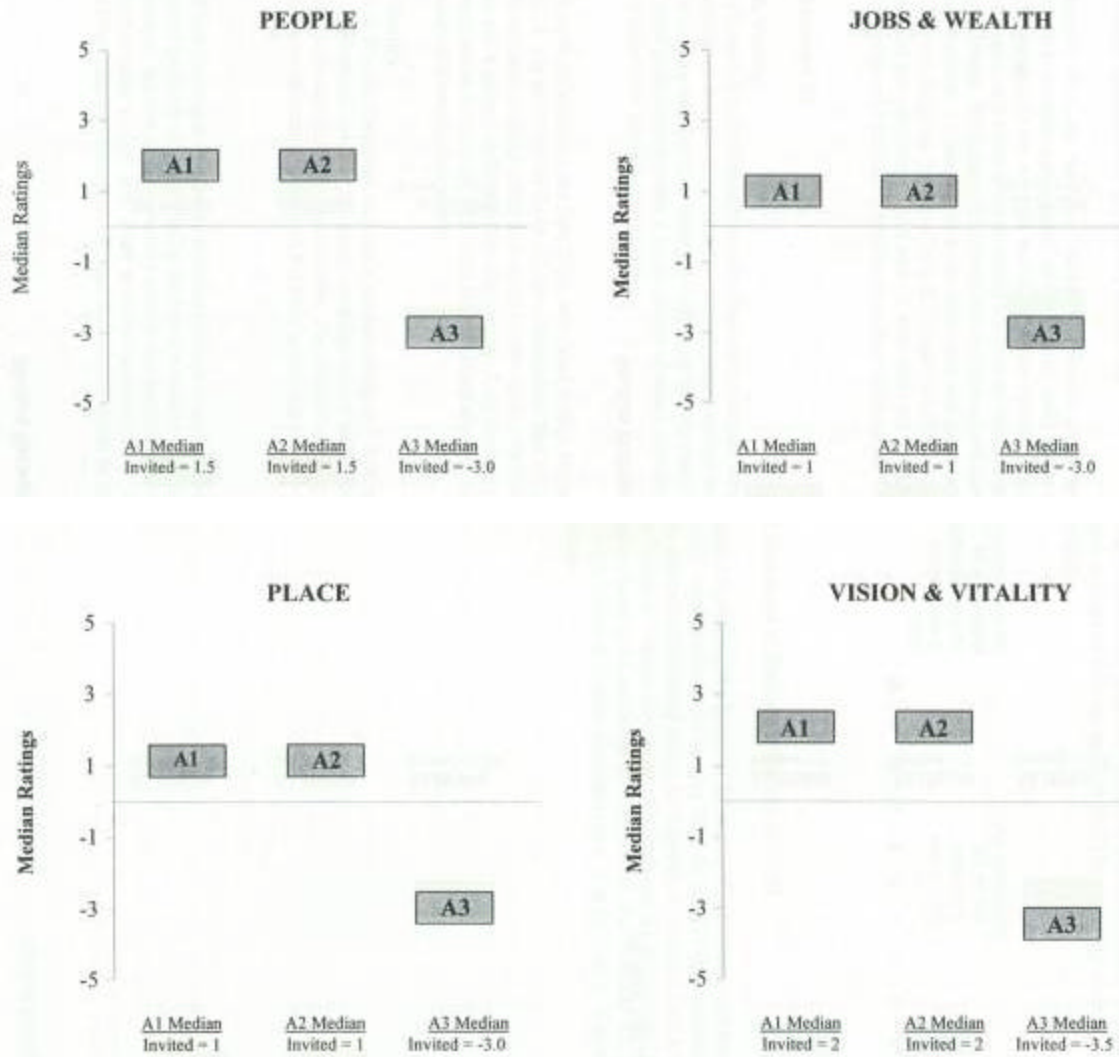 PEOPLE
5
3
1
-1
-3
-5
Median Ratings
A1
A2
A3
A1 Median A2 Median A3 Median
Invited = 1.5 Invited = 1.5 Invited = -3.0
JOBS & WEALTH
5
3
1
-1
-3
-5
Median Ratings
A1
A2
A3
A1 Median A2 Median A3 Median
Invited = 1 Invited = 1 Invited = -3.0
PLACE
5
3
1
-1
-3
-5
Median Ratings
A1
A2
A3
A1 Median A2 Median A3 Median
Invited = 1 Invited = 1 Invited = -3.0
VISION & VITALITY
5
3
1
-1
-3
-5
Median Ratings
A1
A2
A3
A1 Median A2 Median A3 Median
Invited = 2 Invited = 2 Invited = -3.5